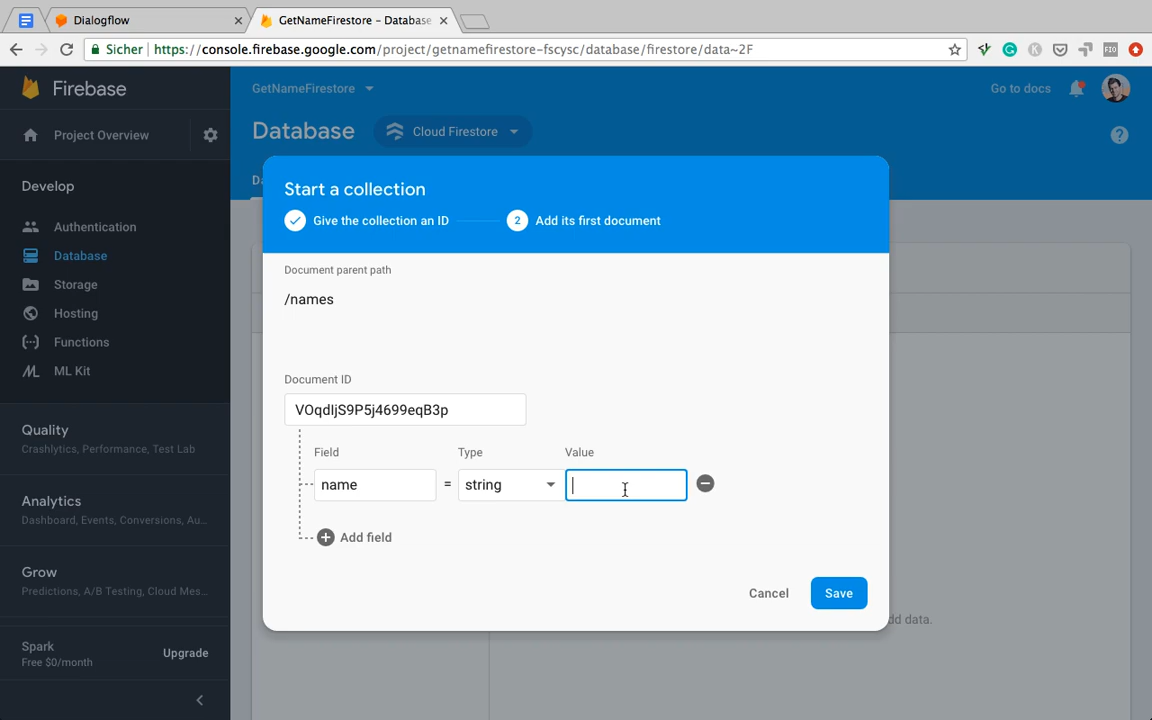 Dialogflow
GetNameFirestore - Database
Sicher
https://console.firebase.google.com/project/getnamefirestore-fscysc/database/firestore/data~2F
FIO
Firebase
GetNameFirestore
Go to docs
Project Overview
Database
Cloud Firestore
Develop
Authentication
Database
Storage
Hosting
Functions
ML Kit
Quality
Crashlytics, Performance, Test Lab
Analytics
Dashboard, Events, Conversions, Au...
Grow
Predictions, A/B Testing, Cloud Mes...
Spark
Free $0/month
Upgrade
Start a collection
Give the collection an ID
2
Add its first document
Document parent path
/names
Document ID
VOqdIjS9P5j4699eqB3p
Field
Type
Value
name
=
string
Add field
Cancel
Save
dd data.